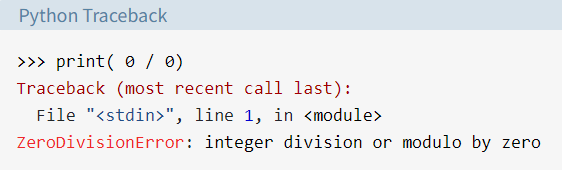 Python Traceback
>>> print( 0 / 0)
Traceback (most recent call last):
  File "<stdin>", line 1, in <module>
ZeroDivisionError: integer division or modulo by zero